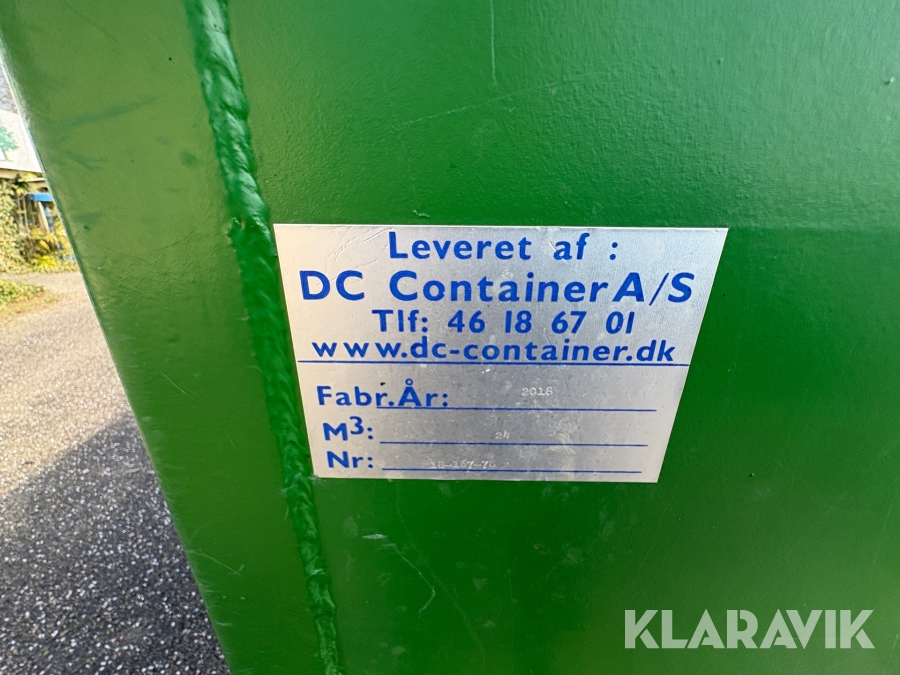 Leveret af :
DC Container A/S
Tlf: 46 18 67 01
www.dc-container.dk
Fabr.År: 2018
M³: 24
Nr:
KLARAVIK